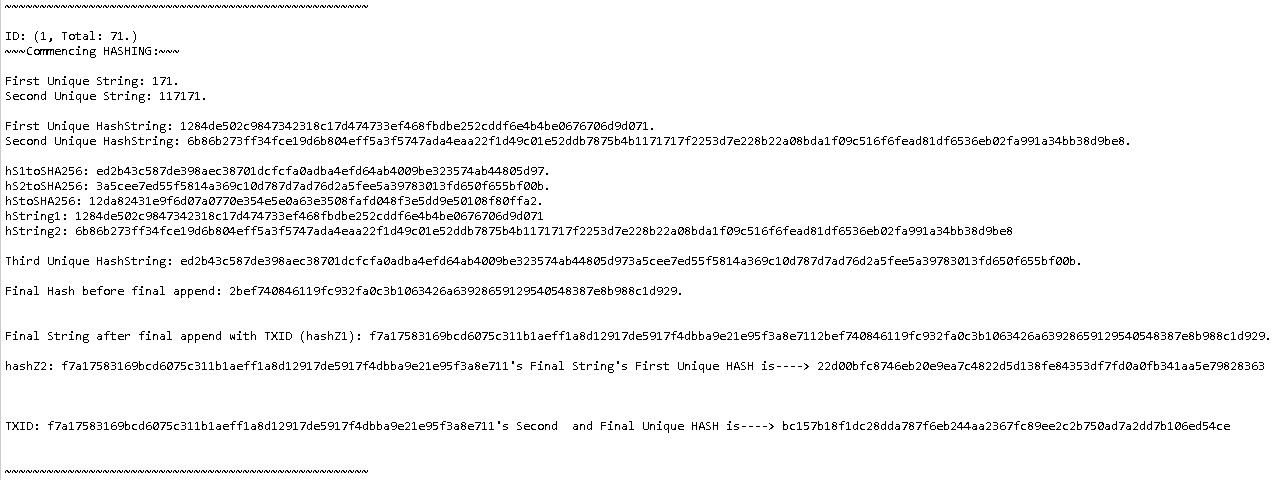 ~~~~~~~~~~~~~~~~~~~~~~~~~~~~~~~~~~~~~~~~~~~~~~~~~~~~
ID: (1, Total: 71.)
~~~Commencing HASHING:~~~
First Unique String: 171.
Second Unique String: 117171.
First Unique HashString: 1284de502c9847342318c17d474733ef468fbdbe252cddf6e4b4be0676706d9d071.
Second Unique HashString: 6b86b273ff34fce19d6b804eff5a3f5747ada4eaa22f1d49c01e52ddb7875b4b1171717f2253d7e228b22a08bda1f09c516f6fead81df6536eb02fa991a34bb38d9be8.
hS1toSHA256: ed2b43c587de398aec38701dcfcfa0adba4efd64ab4009be323574ab44805d97.
hS2toSHA256: 3a5cee7ed55f5814a369c10d787d7ad76d2a5fee5a39783013fd650f655bf00b.
hStoSHA256: 12da82431e9f6d07a0770e354e5e0a63e3508fafd048f3e5dd9e50108f80ffa2.
hString1: 1284de502c9847342318c17d474733ef468fbdbe252cddf6e4b4be0676706d9d071
hString2: 6b86b273ff34fce19d6b804eff5a3f5747ada4eaa22f1d49c01e52ddb7875b4b1171717f2253d7e228b22a08bda1f09c516f6fead81df6536eb02fa991a34bb38d9be8
Third Unique HashString: ed2b43c587de398aec38701dcfcfa0adba4efd64ab4009be323574ab44805d973a5cee7ed55f5814a369c10d787d7ad76d2a5fee5a39783013fd650f655bf00b.
Final Hash before final append: 2bef740846119fc932fa0c3b1063426a63928659129540548387e8b988c1d929.
Final String after final append with TXID (hashZ1): f7a17583169bcd6075c311b1aeff1a8d12917de5917f4dbba9e21e95f3a8e7112bef740846119fc932fa0c3b1063426a63928659129540548387e8b988c1d929.
hashZ2: f7a17583169bcd6075c311b1aeff1a8d12917de5917f4dbba9e21e95f3a8e711's Final String's First Unique HASH is----> 22d00bfc8746eb20e9ea7c4822d5d138fe84353df7fd0a0fb341aa5e79828363
TXID: f7a17583169bcd6075c311b1aeff1a8d12917de5917f4dbba9e21e95f3a8e711's Second  and Final Unique HASH is----> bc157b18f1dc28dda787f6eb244aa2367fc89ee2c2b750ad7a2dd7b106ed54ce
~~~~~~~~~~~~~~~~~~~~~~~~~~~~~~~~~~~~~~~~~~~~~~~~~~~~